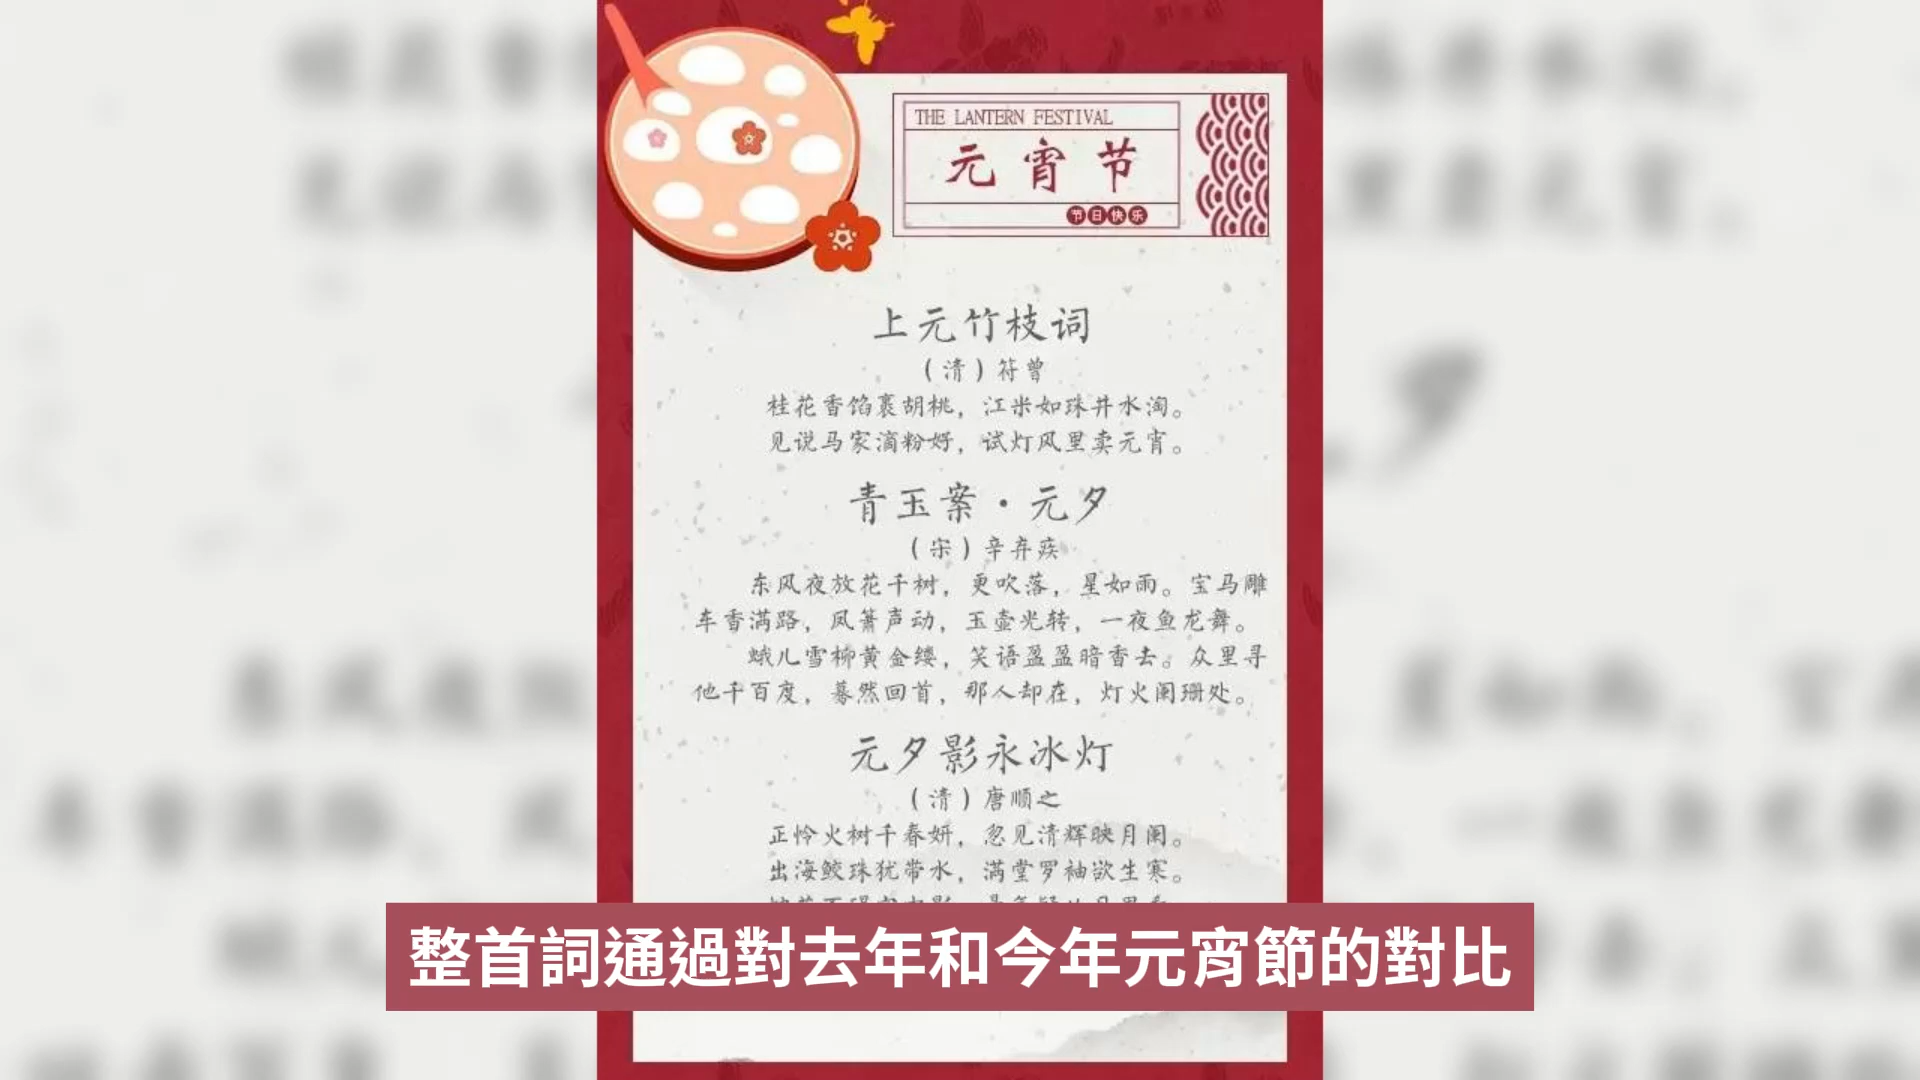 THE LANTERN FESTIVAL
元宵节
节日快乐
上元竹枝词
（清）符曾
桂花香馅裹胡桃，江米如珠井水淘。
见说马家滴粉好，试灯风里卖元宵。
青玉案·元夕
（宋）辛弃疾
东风夜放花千树，更吹落，星如雨。宝马雕
车香满路，凤箫声动，玉壶光转，一夜鱼龙舞。
蛾儿雪柳黄金缕，笑语盈盈暗香去。众里寻
他千百度，蓦然回首，那人却在，灯火阑珊处。
元夕影永冰灯
（清）唐顺之
正怜火树千春妍，忽见清辉映月阑。
出海鲛珠犹带水，满堂罗袖欲生寒。
整首詞通過對去年和今年元宵節的對比